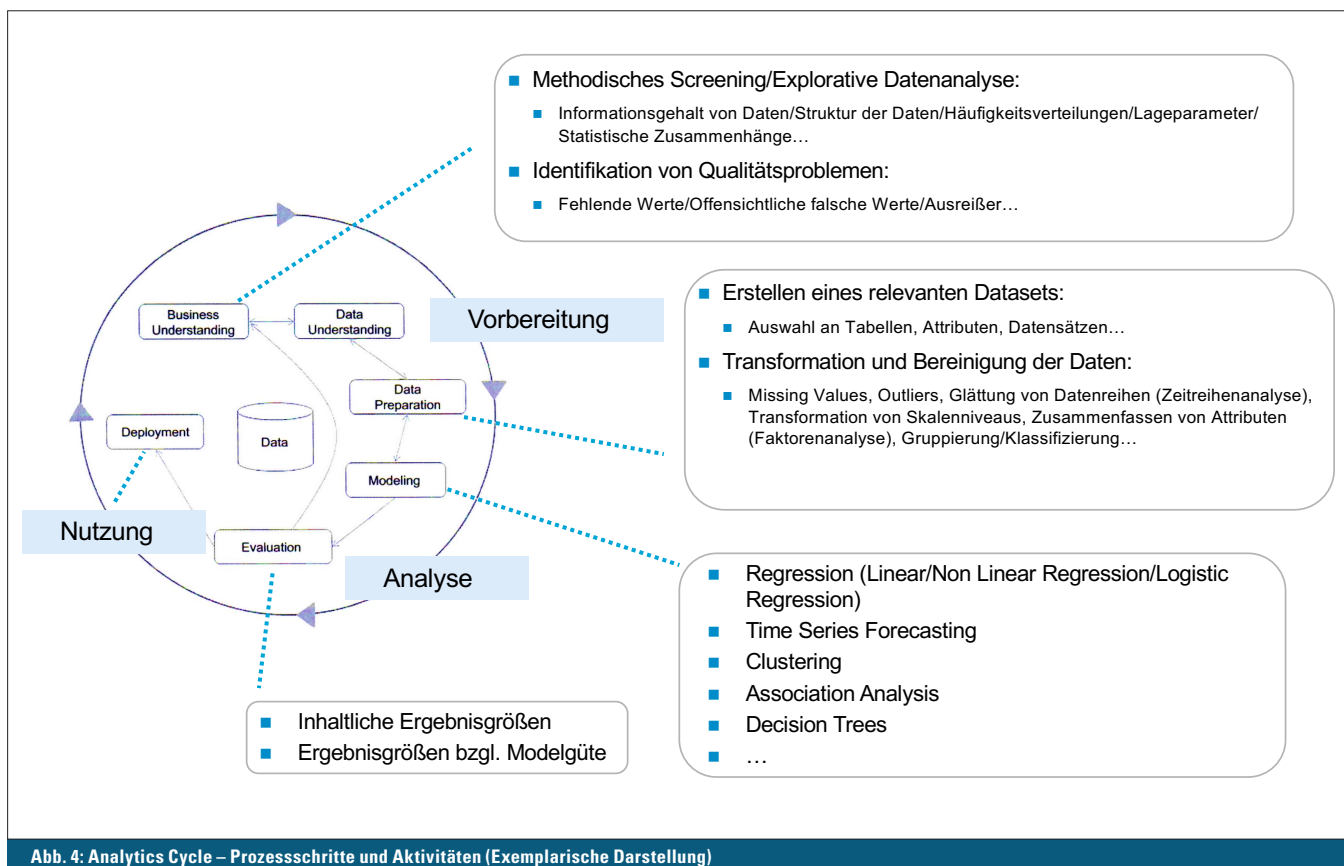 Methodisches Screening/Explorative Datenanalyse:
Informationsgehalt von Daten/Struktur der Daten/Häufigkeitsverteilungen/Lageparameter/
Statistische Zusammenhänge…
Identifikation von Qualitätsproblemen:
Fehlende Werte/Offensichtliche falsche Werte/Ausreißer…
Business
Understanding
Data
Understanding
Vorbereitung
Data
Preparation
Deployment
Data
Modeling
Nutzung
Evaluation
Analyse
Erstellen eines relevanten Datasets:
Auswahl an Tabellen, Attributen, Datensätzen…
Transformation und Bereinigung der Daten:
Missing Values, Outliers, Glättung von Datenreihen (Zeitreihenanalyse),
Transformation von Skalenniveaus, Zusammenfassen von Attributen
(Faktorenanalyse), Gruppierung/Klassifizierung…
Regression (Linear/Non Linear Regression/Logistic
Regression)
Time Series Forecasting
Clustering
Association Analysis
Decision Trees
…
Inhaltliche Ergebnisgrößen
Ergebnisgrößen bzgl. Modelgüte
Abb. 4: Analytics Cycle – Prozessschritte und Aktivitäten (Exemplarische Darstellung)